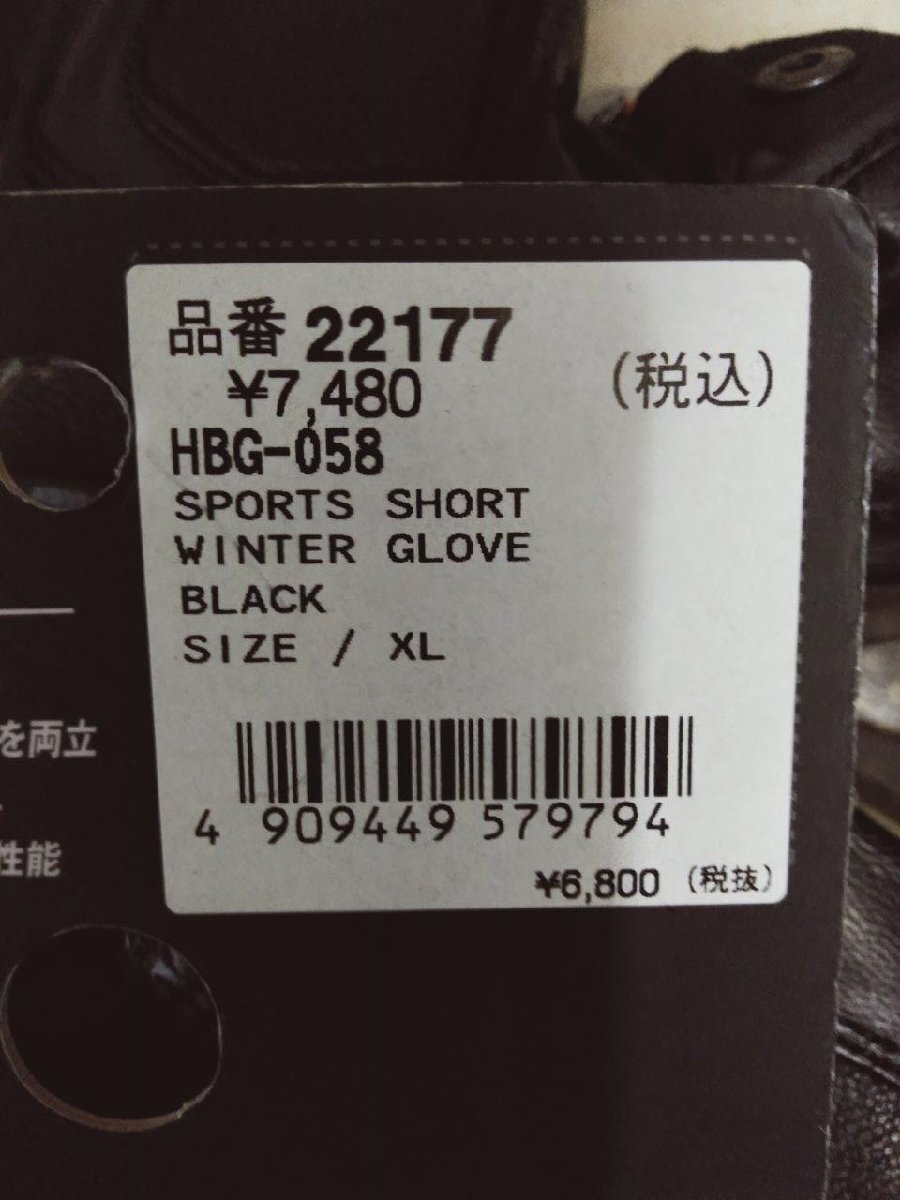 品番 22177
¥7,480 (税込)
HBG-058
SPORTS SHORT
WINTER GLOVE
BLACK
SIZE / XL
を両立
性能
4 909449 579794
¥6,800 (税抜)